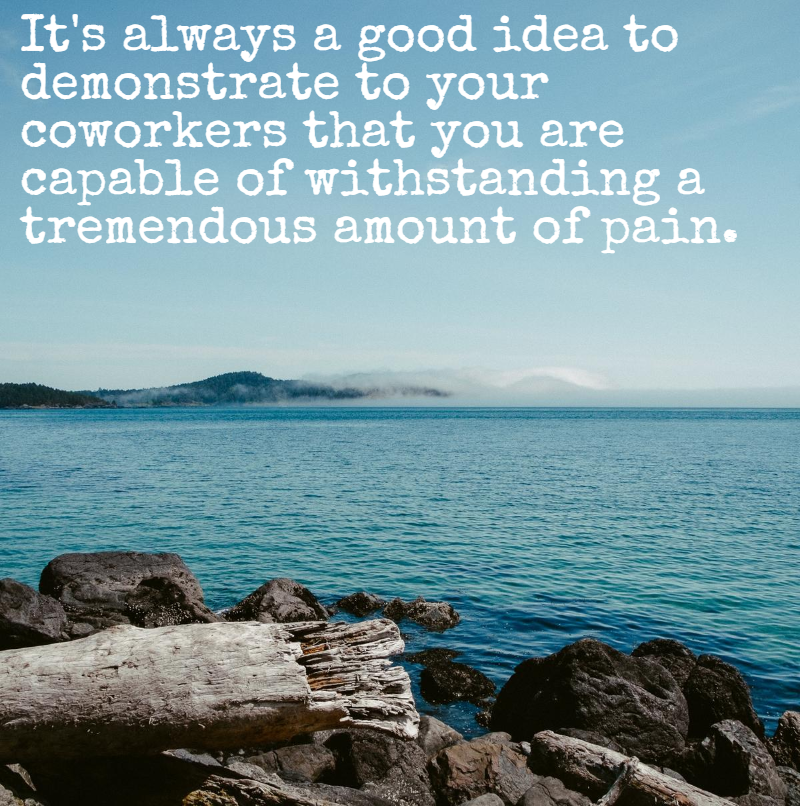 It's always a good idea to
demonstrate to your
coworkers that you are
capable of withstanding a
tremendous amount of pain.